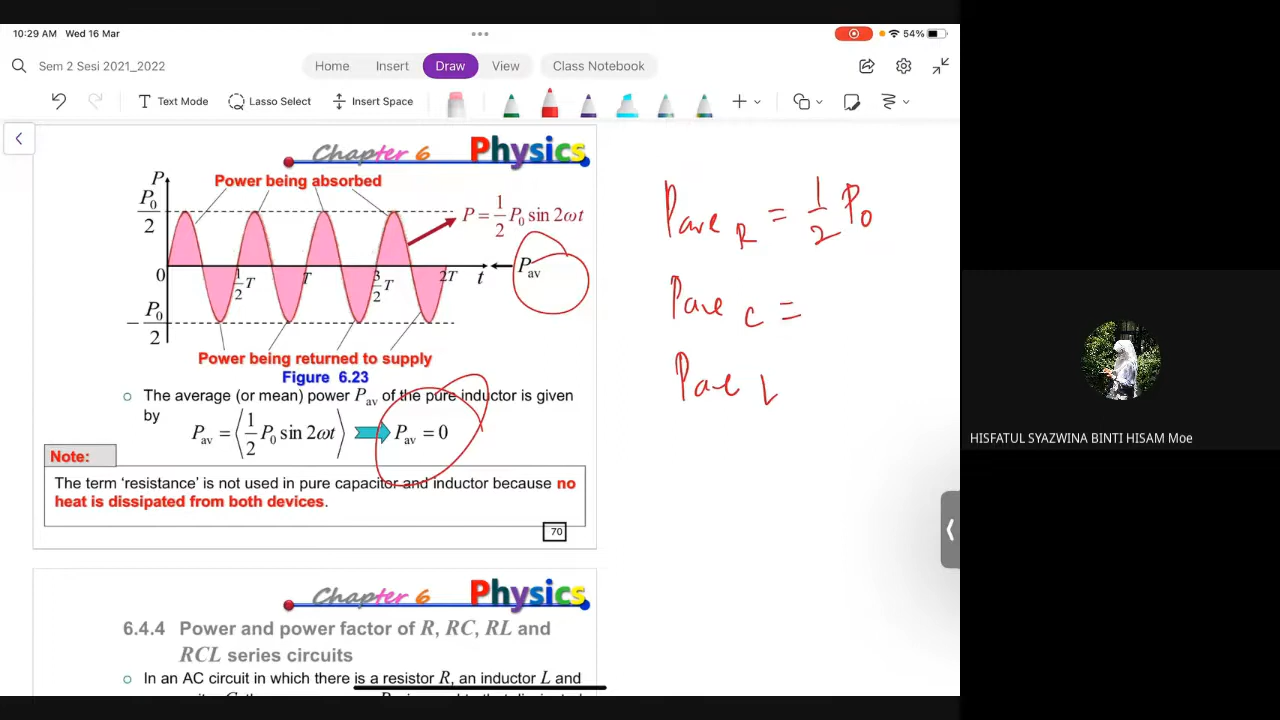 10:29 AM Wed 16 Mar
54%
Sem 2 Sesi 2021_2022
Home Insert Draw View Class Notebook
Text Mode Lasso Select Insert Space
Chapter 6 Physics
P
Power being absorbed
P₀/2
P = 1/2 P₀ sin 2ωt
0 1/2 T T 3/2 T 2T t Pav
−P₀/2
Power being returned to supply
Figure 6.23
The average (or mean) power Pav of the pure inductor is given
by
Pav = ⟨1/2 P₀ sin 2ωt⟩ Pav = 0
Note:
The term ‘resistance’ is not used in pure capacitor and inductor because no
heat is dissipated from both devices.
70
Pave R = 1/2 P₀
Pave C =
Pave L
Chapter 6 Physics
6.4.4 Power and power factor of R, RC, RL and
RCL series circuits
In an AC circuit in which there is a resistor R, an inductor L and
HISFATUL SYAZWINA BINTI HISAM Moe